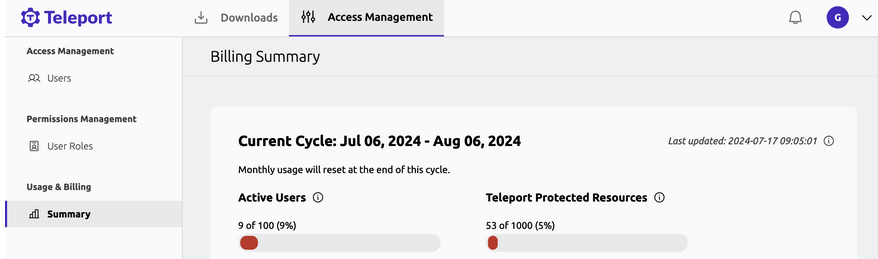 Teleport
Downloads
Access Management
G
Access Management
Users
Permissions Management
User Roles
Usage & Billing
Summary
Billing Summary
Current Cycle: Jul 06, 2024 - Aug 06, 2024
Last updated: 2024-07-17 09:05:01
Monthly usage will reset at the end of this cycle.
Active Users
9 of 100 (9%)
Teleport Protected Resources
53 of 1000 (5%)